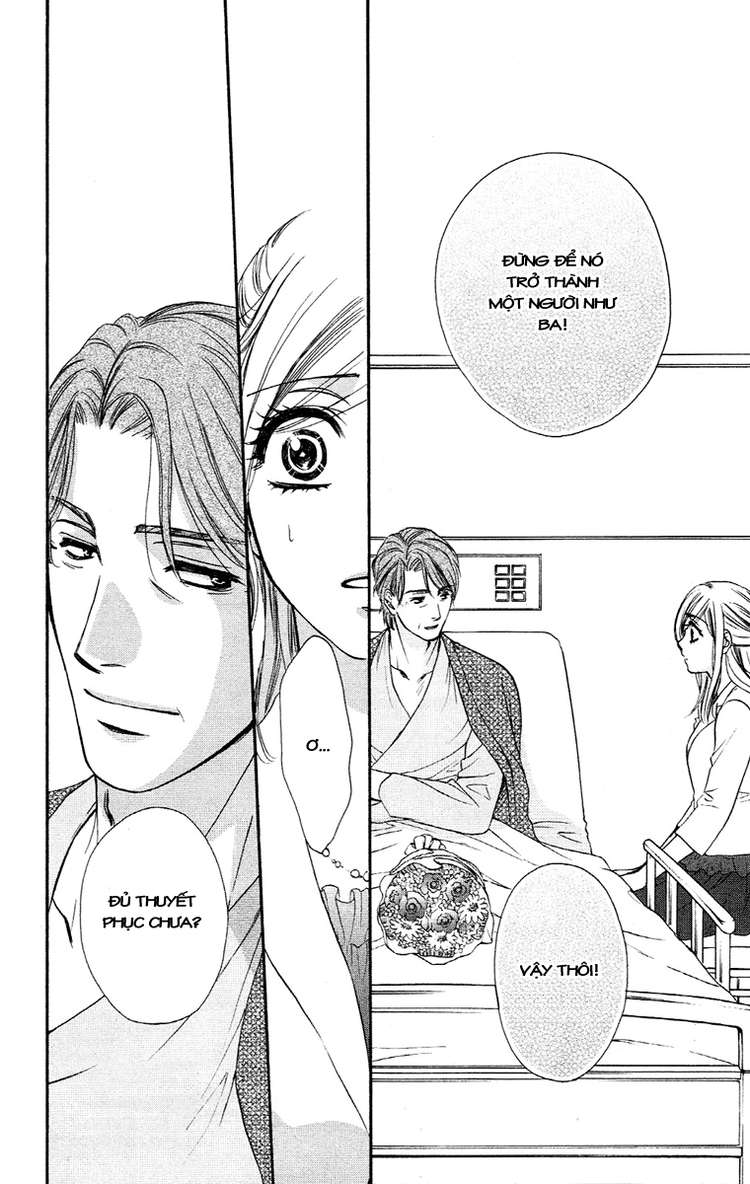 ĐỪNG ĐỂ NÓ
TRỞ THÀNH
MỘT NGƯỜI NHƯ
BA!
VẬY THÔI!
Ơ...
ĐỦ THUYẾT
PHỤC CHƯA?